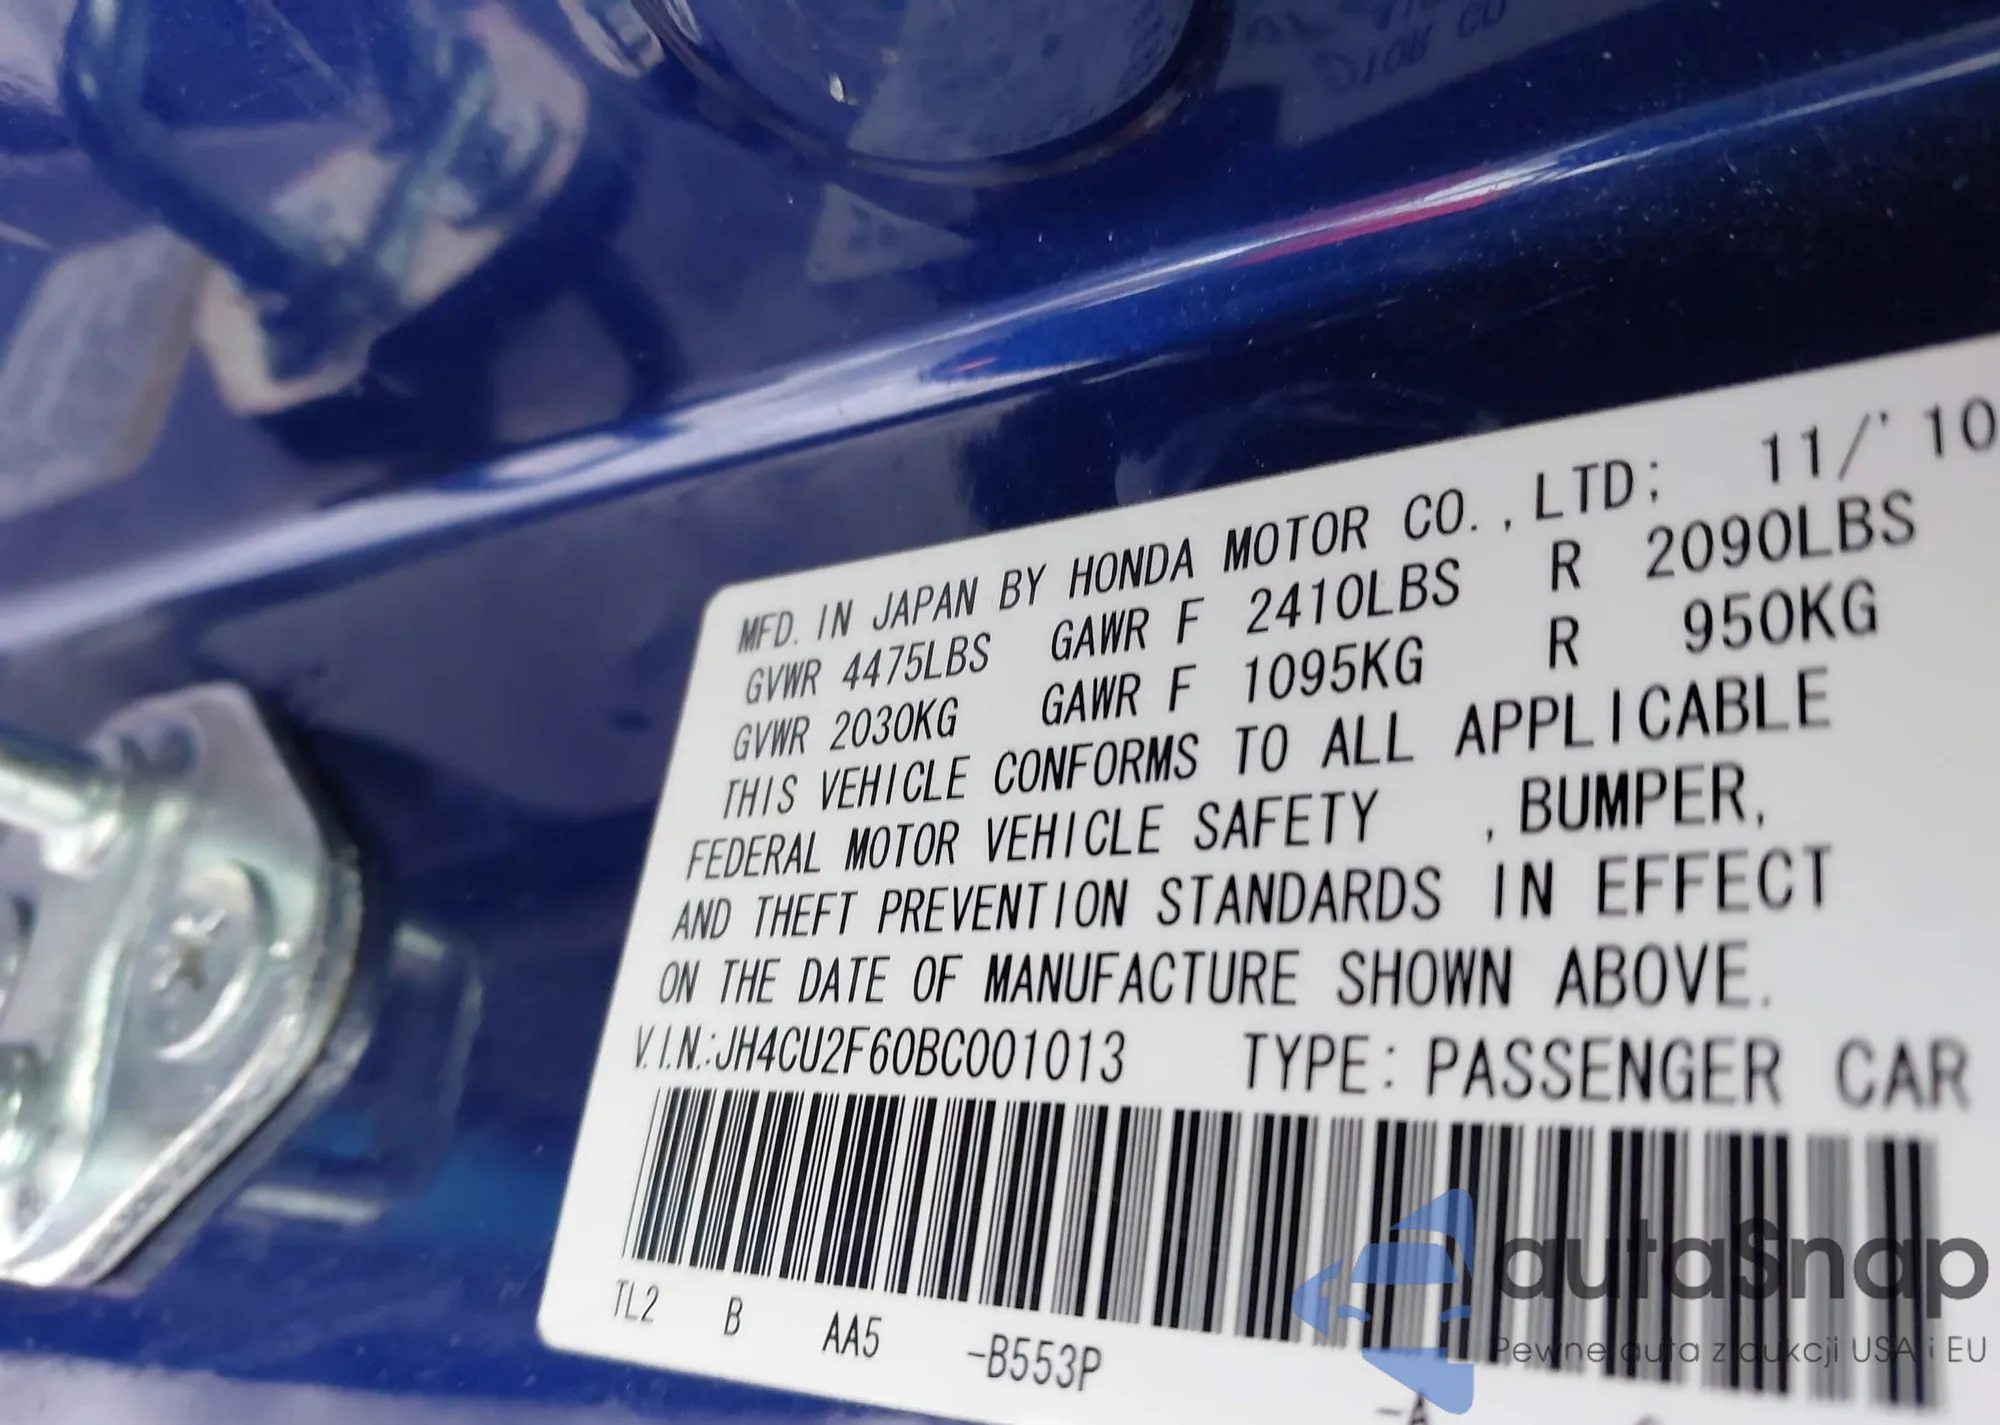 MFD. IN JAPAN BY HONDA MOTOR CO., LTD; 11/'10
GVWR 4475LBS GAWR F 2410LBS R 2090LBS
GVWR 2030KG GAWR F 1095KG R 950KG
THIS VEHICLE CONFORMS TO ALL APPLICABLE
FEDERAL MOTOR VEHICLE SAFETY , BUMPER,
AND THEFT PREVENTION STANDARDS IN EFFECT
ON THE DATE OF MANUFACTURE SHOWN ABOVE.
V.I.N.:JH4CU2F60BC001013 TYPE: PASSENGER CAR
TL2 B AA5 -B553P -A
autaSnap
Pewne auta z aukcji USA i EU